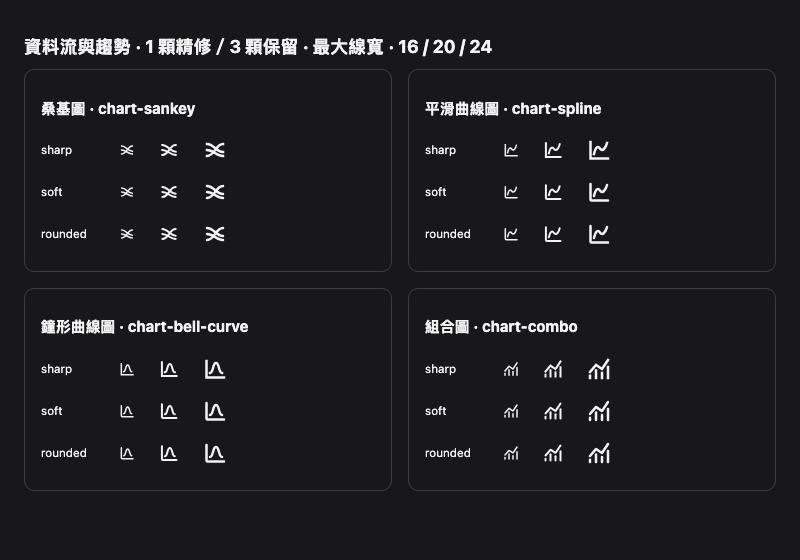 資料流與趨勢 · 1 顆精修 / 3 顆保留 · 最大線寬 · 16 / 20 / 24
桑基圖 · chart-sankey
sharp
soft
rounded
平滑曲線圖 · chart-spline
sharp
soft
rounded
鐘形曲線圖 · chart-bell-curve
sharp
soft
rounded
組合圖 · chart-combo
sharp
soft
rounded